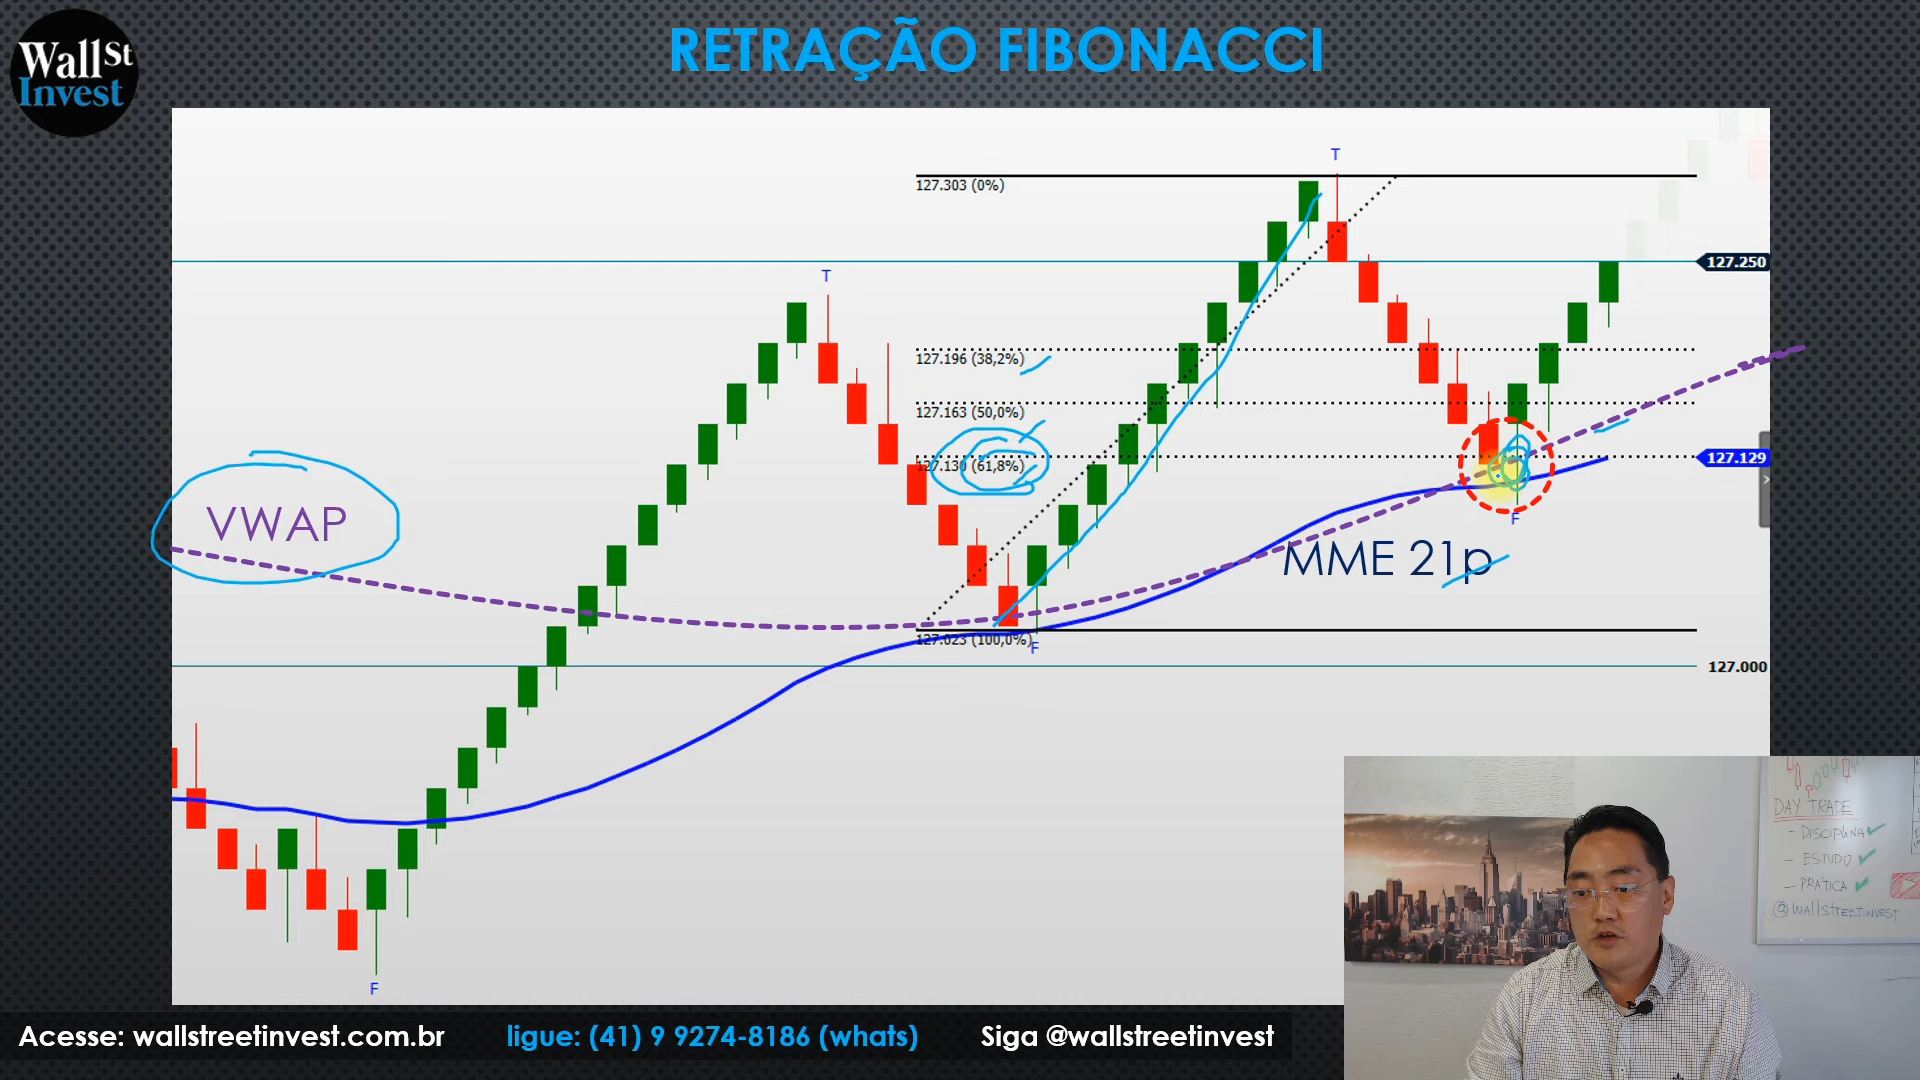 WallSt
Invest
RETRAÇÃO FIBONACCI
T
127.303 (0%)
127.250
T
127.196 (38,2%)
127.163 (50,0%)
127.130 (61,8%)
127.129
F
VWAP
MME 21p
127.023 (100,0%)
F
127.000
F
DAY TRADE
- DISCIPLINA ✓
- ESTUDO ✓
- PRÁTICA ✓
@WALLSTREETINVEST
Acesse: wallstreetinvest.com.br
ligue: (41) 9 9274-8186 (whats)
Siga @wallstreetinvest